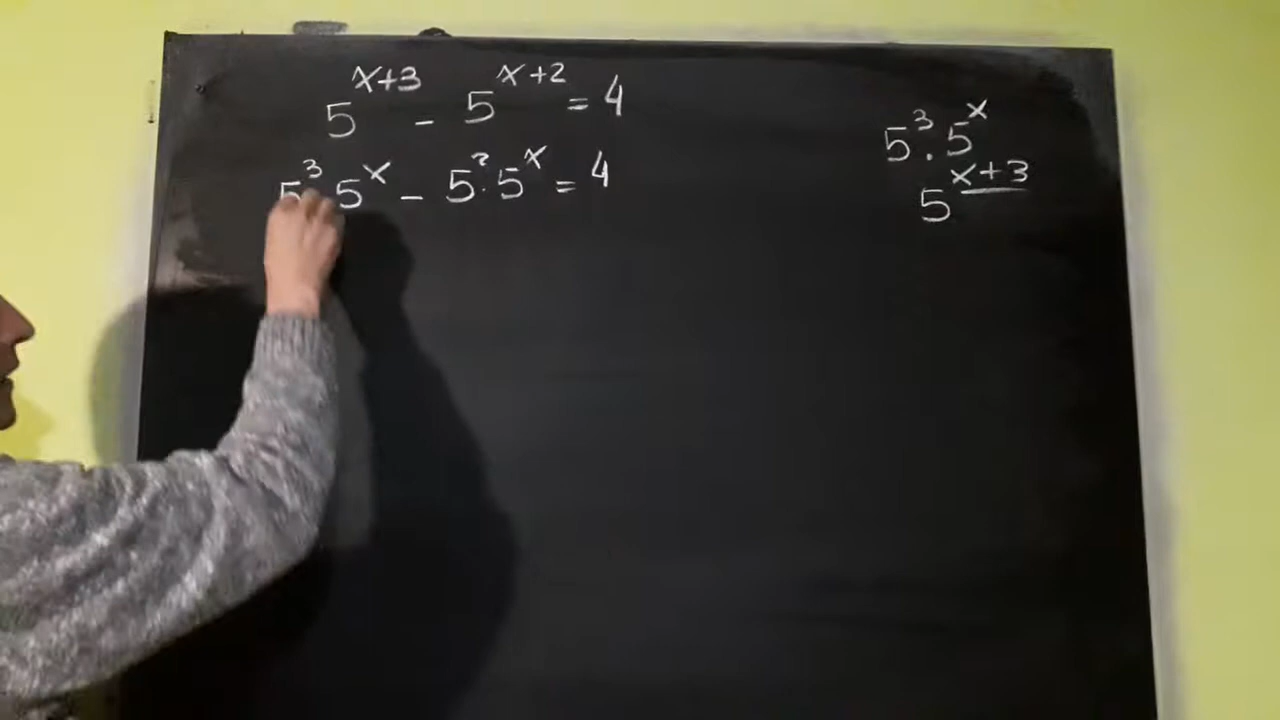 5^{x+3} - 5^{x+2} = 4
5^3 · 5^x - 5^2 · 5^x = 4
5^3 · 5^x
5^{x+3}